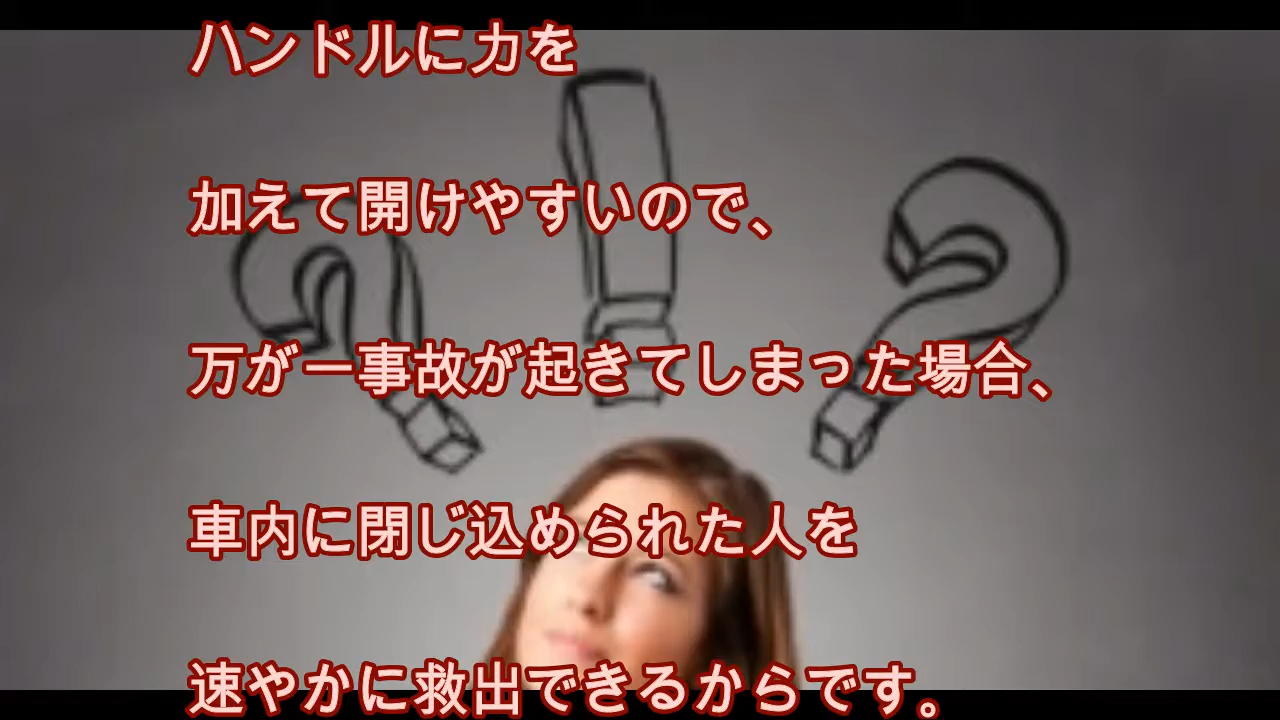 ハンドルに力を
加えて開けやすいので、
万が一事故が起きてしまった場合、
車内に閉じ込められた人を
速やかに救出できるからです。